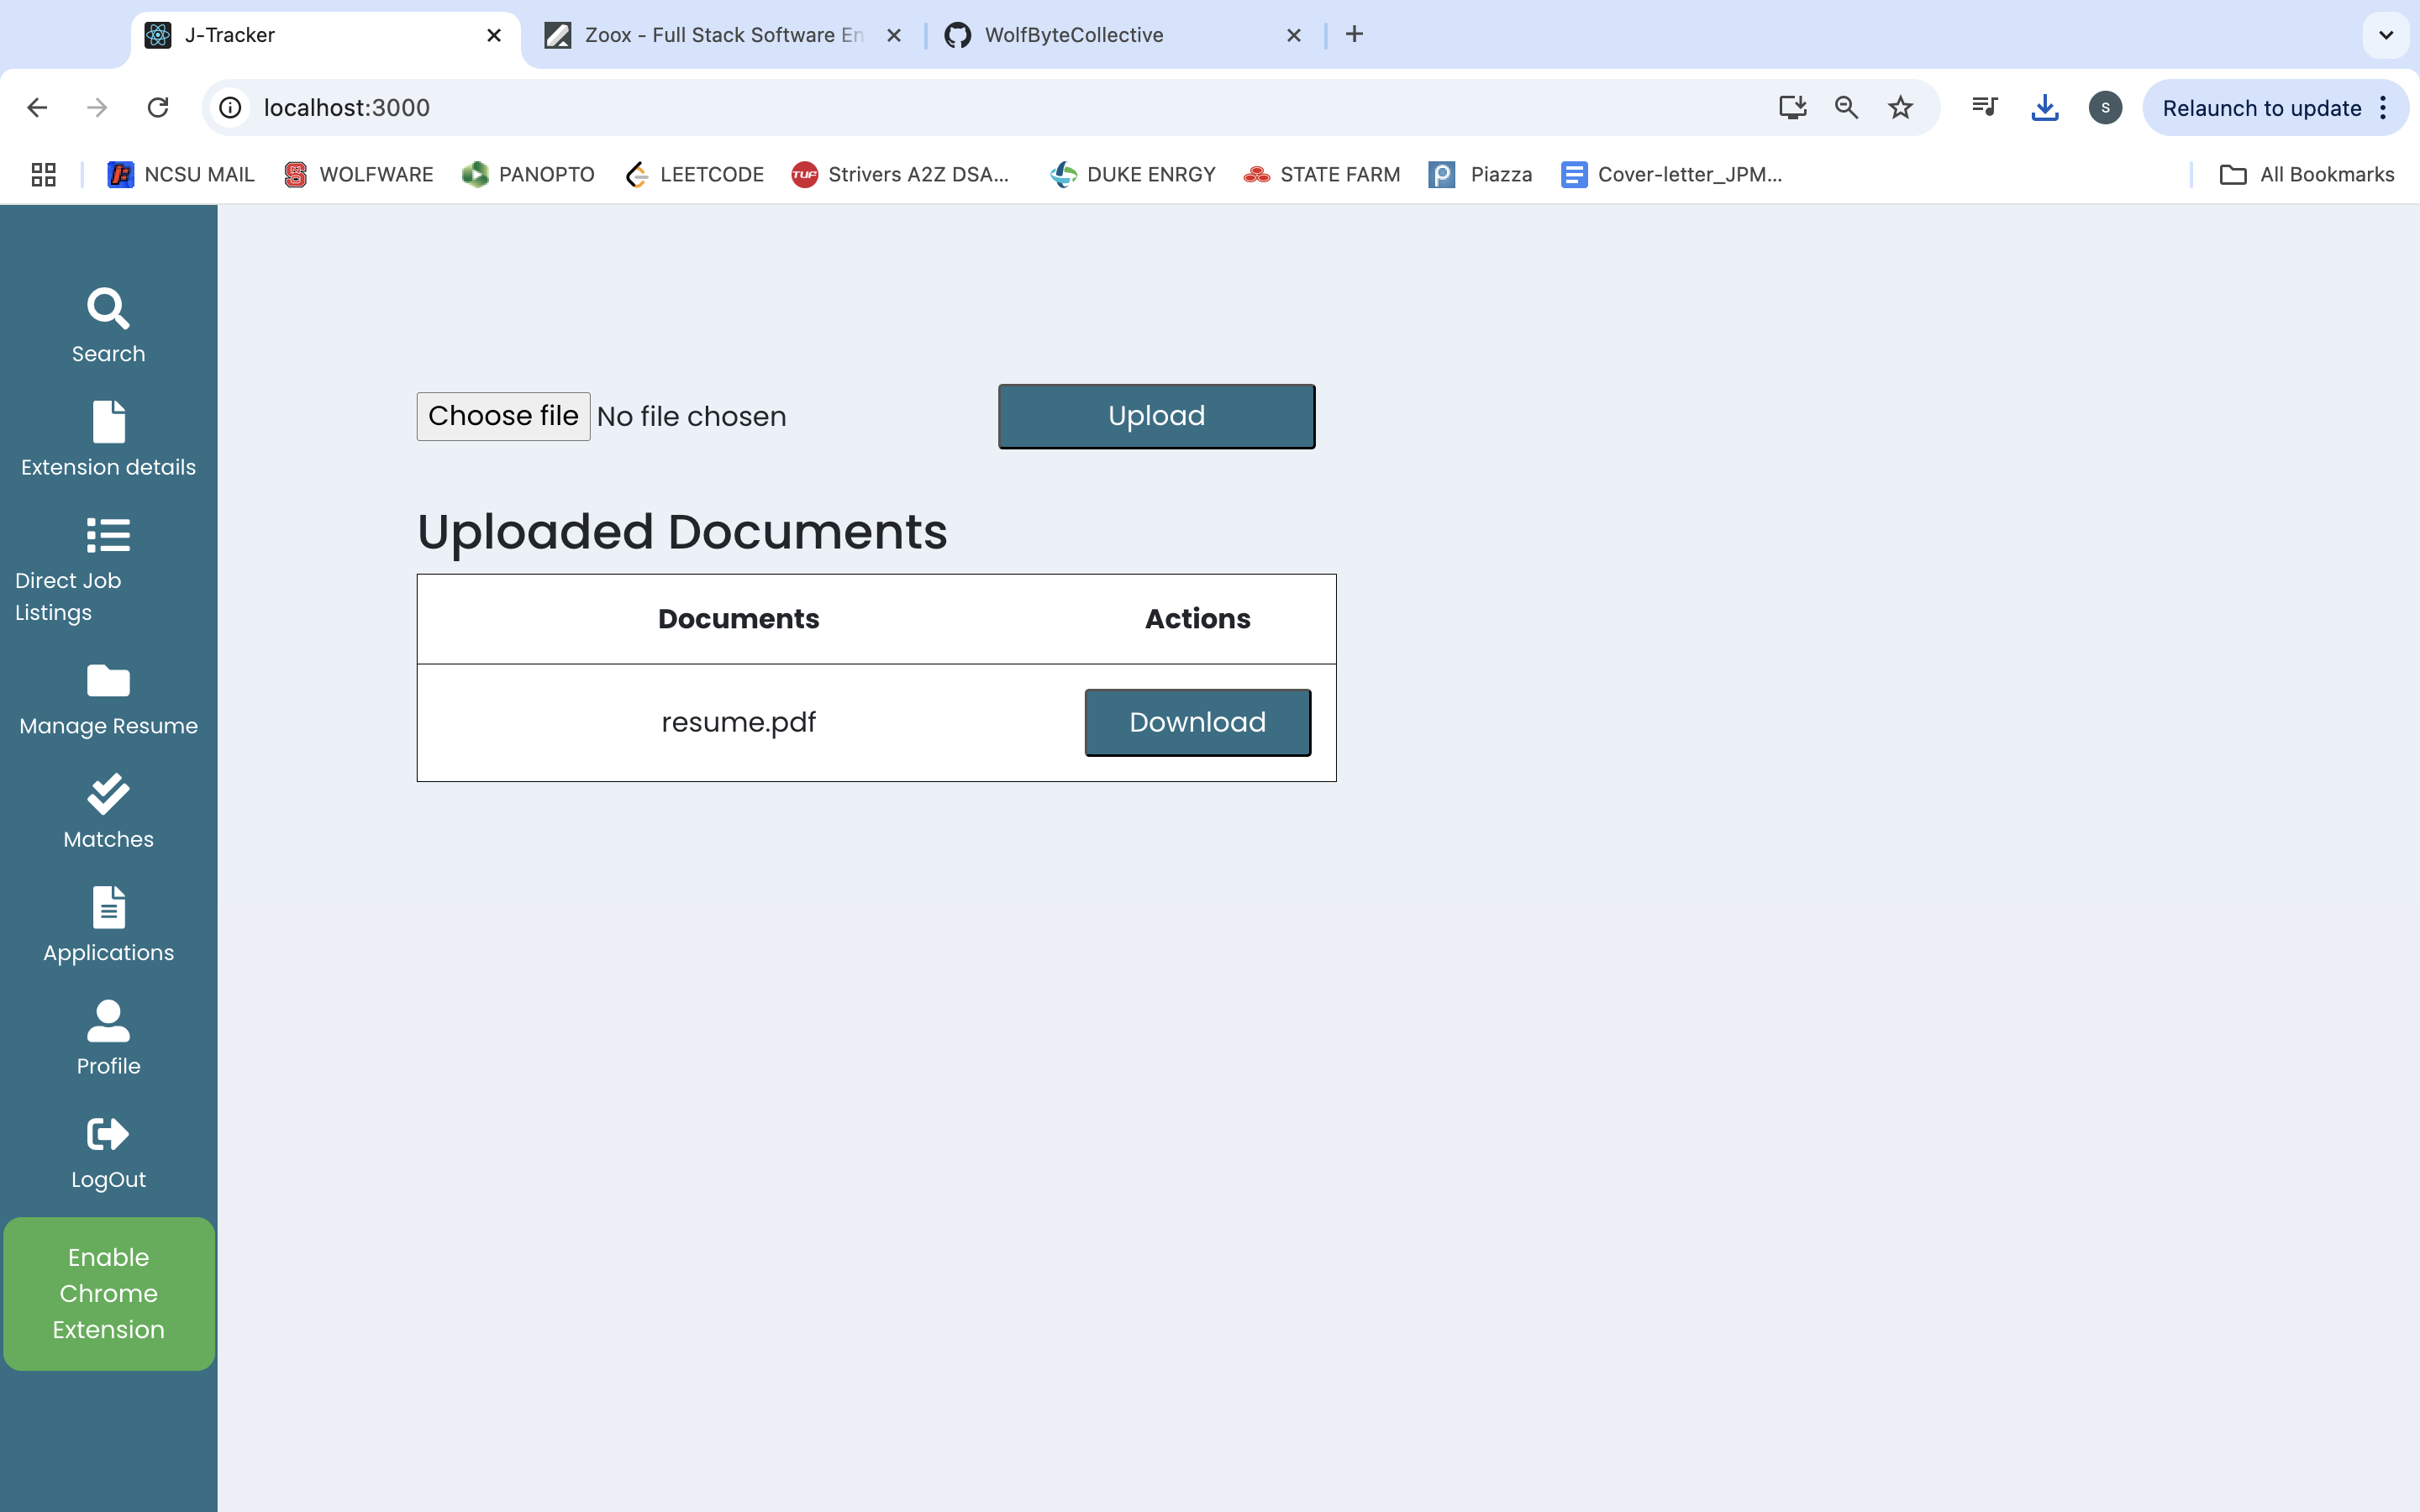 J-Tracker
Zoox - Full Stack Software En
WolfByteCollective
localhost:3000
S
Relaunch to update
NCSU MAIL
WOLFWARE
PANOPTO
LEETCODE
TUF
Strivers A2Z DSA...
DUKE ENRGY
STATE FARM
Piazza
Cover-letter_JPM...
All Bookmarks
Search
Extension details
Direct Job
Listings
Manage Resume
Matches
Applications
Profile
LogOut
Enable
Chrome
Extension
Choose file No file chosen
Upload
Uploaded Documents
Documents Actions
resume.pdf Download